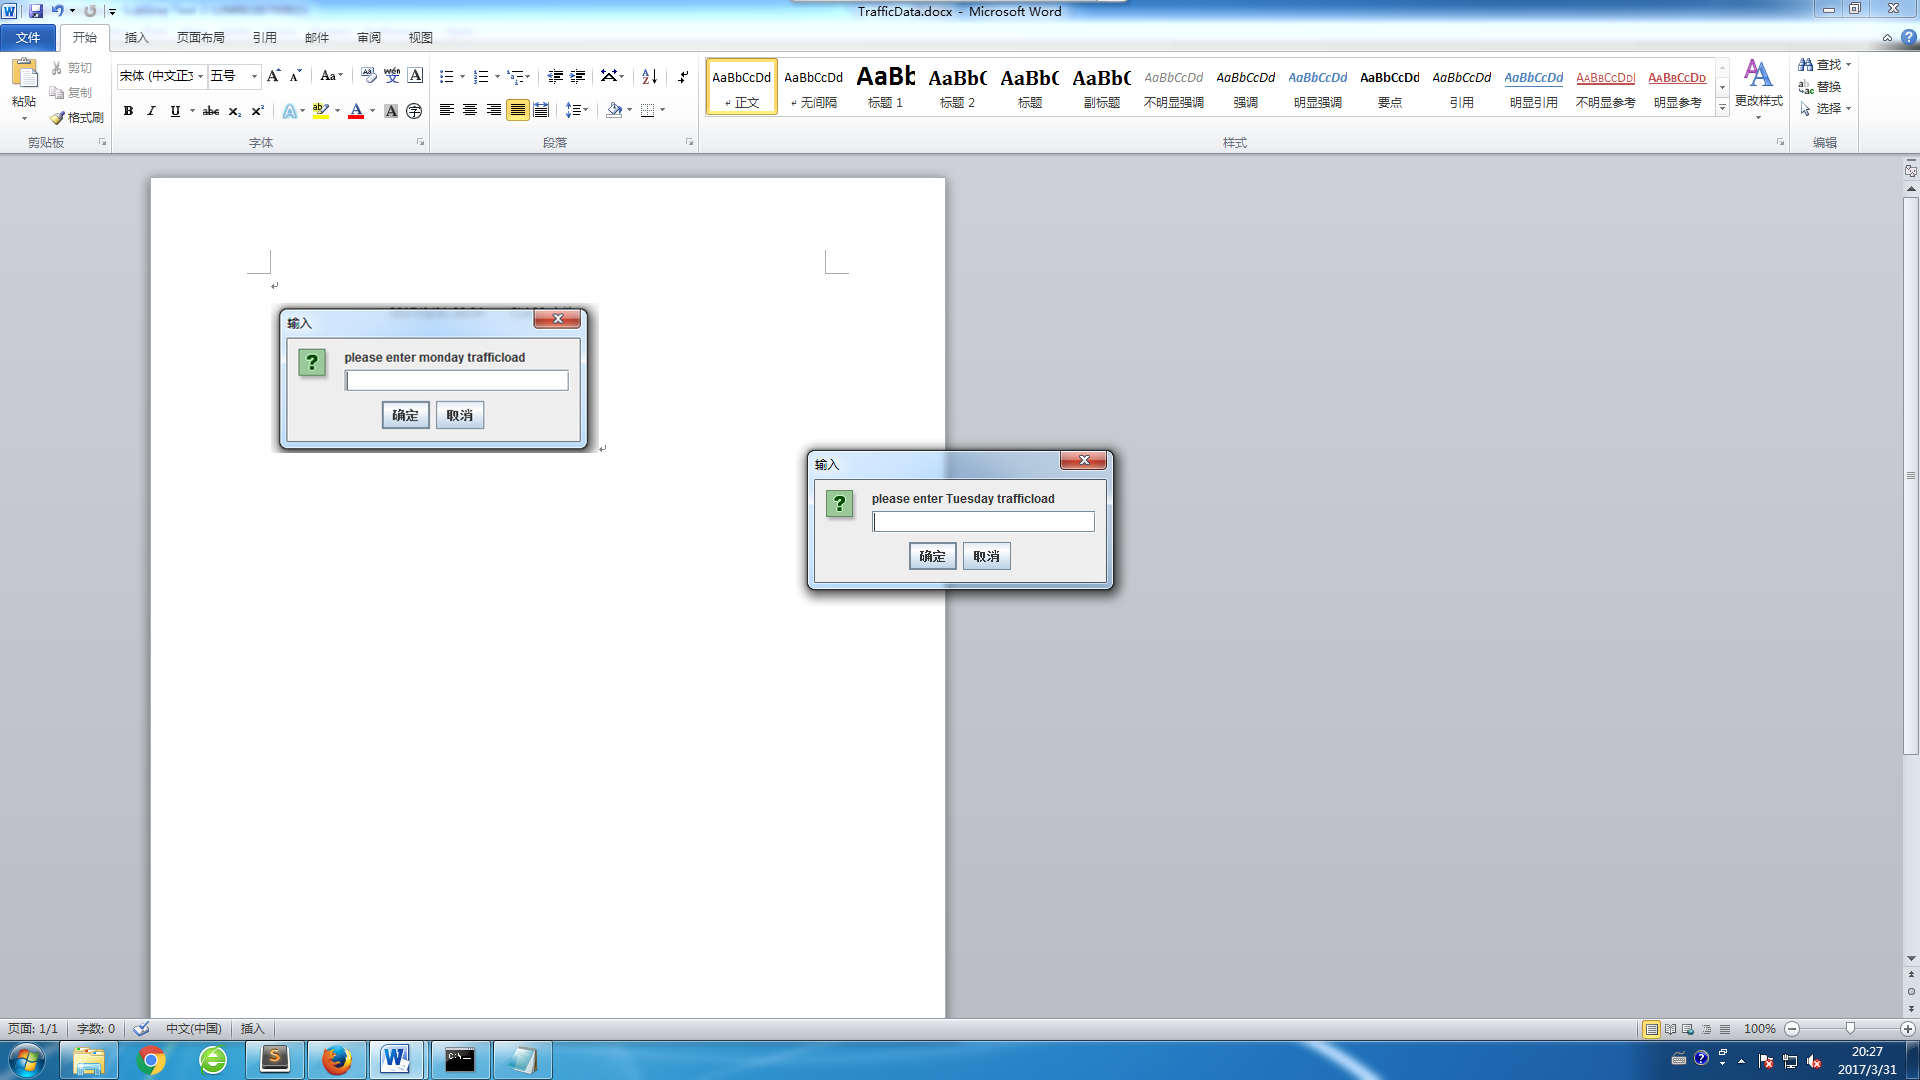 TrafficData.docx - Microsoft Word
文件 开始 插入 页面布局 引用 邮件 审阅 视图
粘贴 剪切 复制 格式刷
剪贴板
宋体 (中文正文 五号
字体
段落
AaBbCcDd AaBbCcDd AaBb AaBbC AaBbC AaBbC AaBbCcDd AaBbCcDd AaBbCcDd AaBbCcDd AaBbCcDd AaBbCcDd AaBbCcDd AaBbCcDd
正文 无间隔 标题 1 标题 2 标题 副标题 不明显强调 强调 明显强调 要点 引用 明显引用 不明显参考 明显参考
更改样式
样式
查找
替换
选择
编辑
输入
please enter monday trafficload
确定 取消
输入
please enter Tuesday trafficload
确定 取消
页面: 1/1 字数: 0 中文(中国) 插入 100%
20:27
2017/3/31